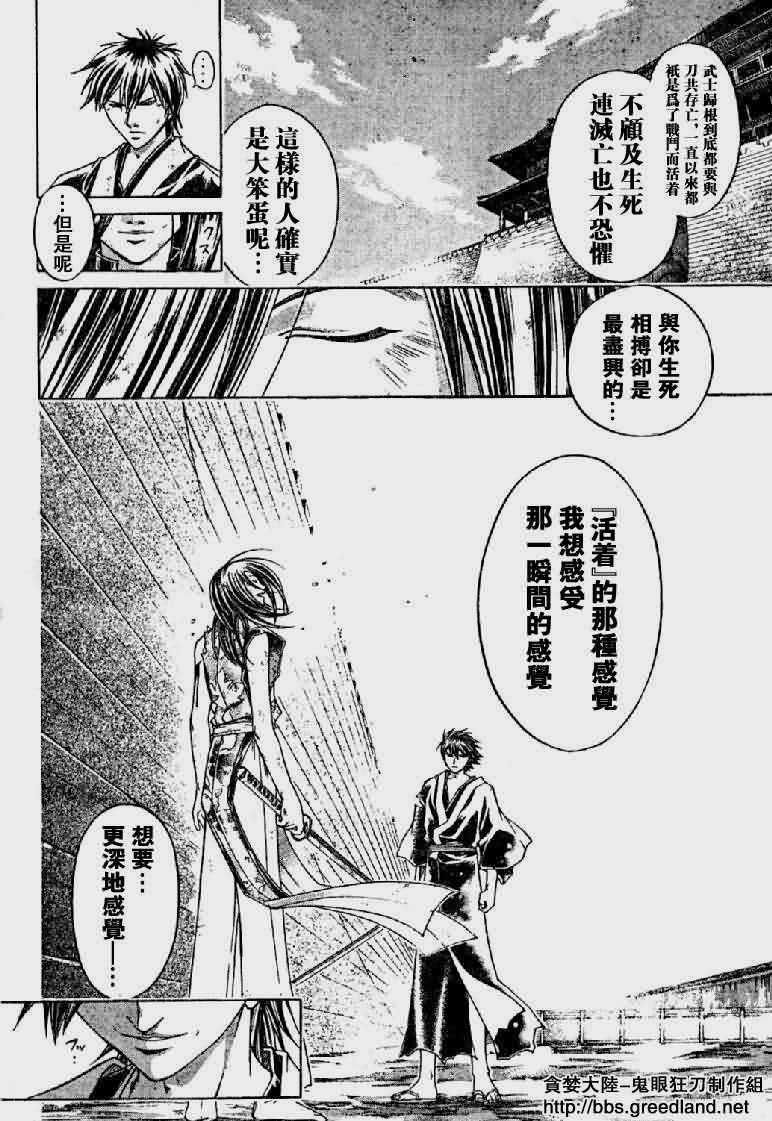 武士歸根到底都要與
刀共存亡,一直以來都
衹是爲了戰鬥而活着
不顧及生死
連滅亡也不恐懼
這樣的人確實
是大笨蛋呢…
…
…但是呢
クス
與你生死
相搏卻是
最盡興的…
『活着』的那種感覺
我想感受
那一瞬間的感覺
想要…
更深地感覺—…
貪婪大陸-鬼眼狂刀制作組
http://bbs.greedland.net